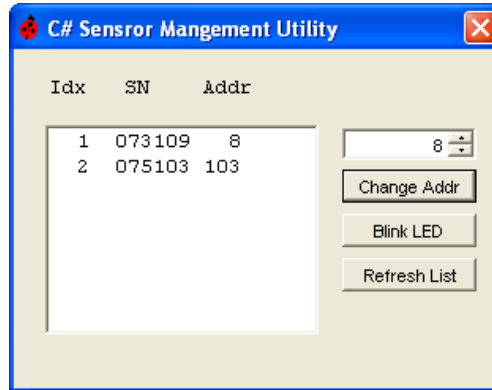 C# Sensror Mangement Utility
Idx SN Addr
1 073109 8
2 075103 103
8
Change Addr
Blink LED
Refresh List